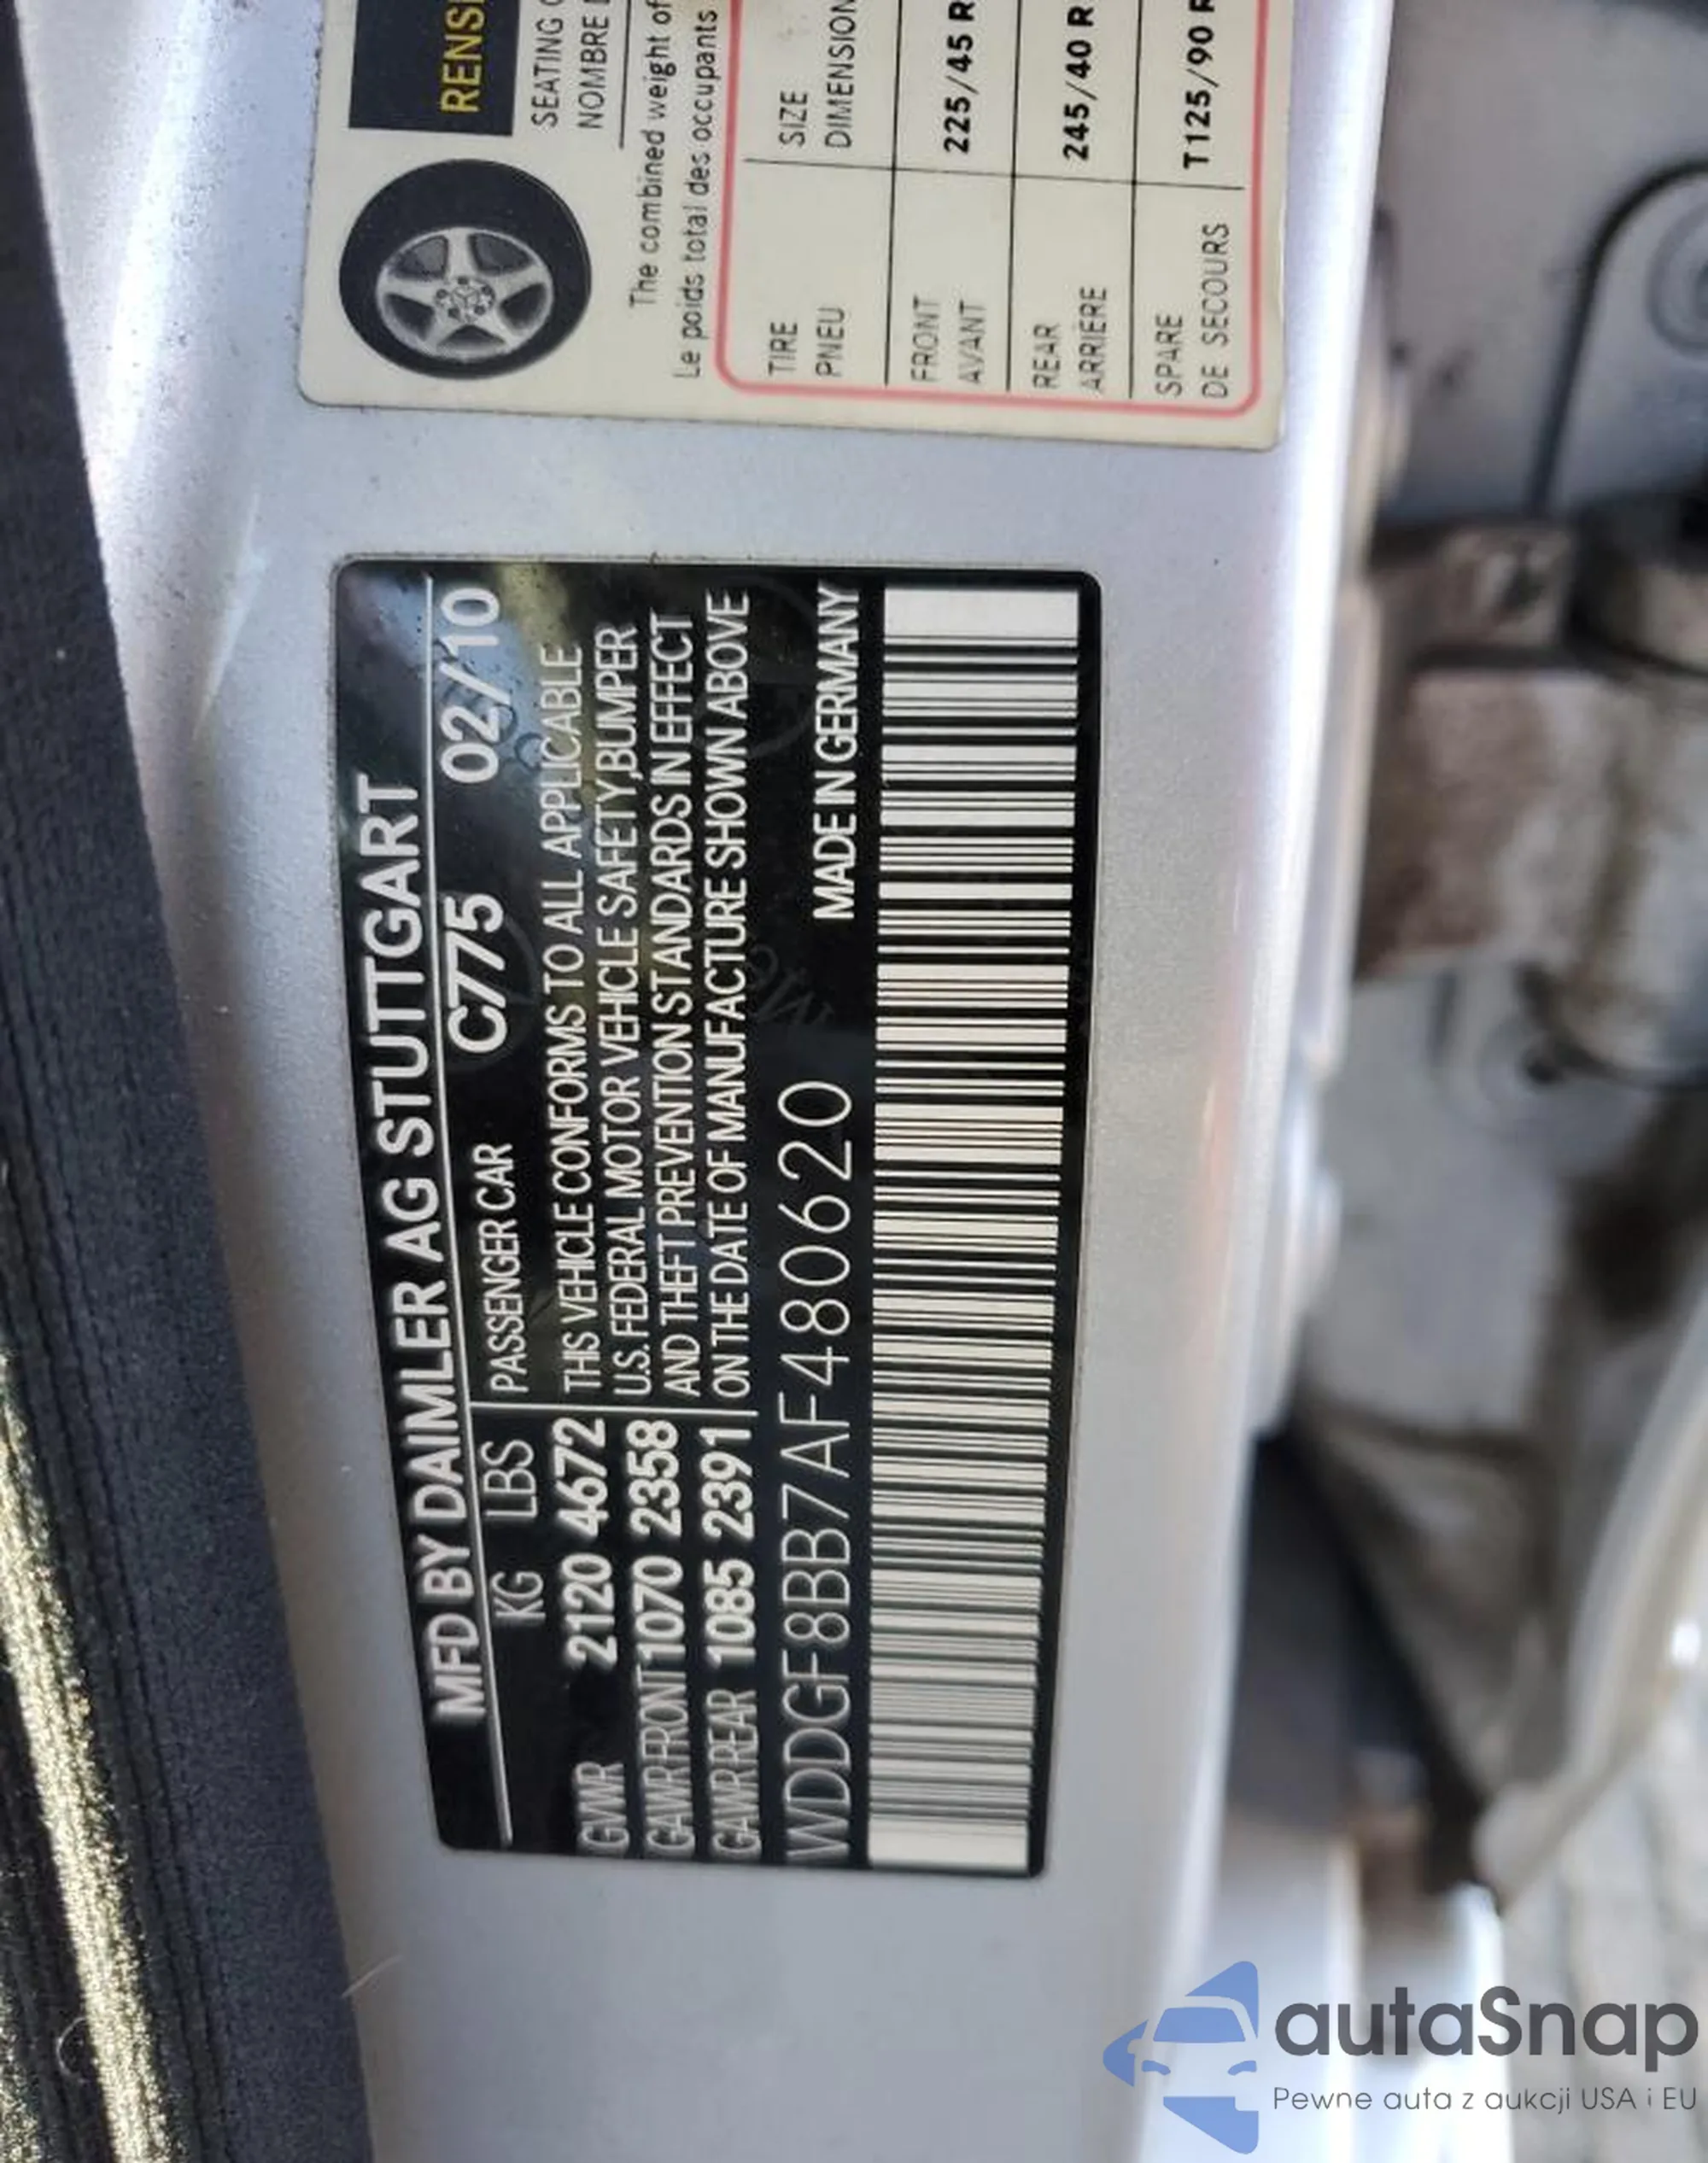 RENS
SEATING
NOMBRE
The combined weight of
Le poids total des occupants
TIRE SIZE
PNEU DIMENSION
FRONT 225/45 R
AVANT
REAR 245/40 R
ARRIÈRE
SPARE T125/90 R
DE SECOURS
MFD BY DAIMLER AG STUTTGART
KG LBS PASSENGER CAR C775 02/10
GVWR 2120 4672 THIS VEHICLE CONFORMS TO ALL APPLICABLE
GAWR FRONT 1070 2358 U.S. FEDERAL MOTOR VEHICLE SAFETY,BUMPER
GAWR REAR 1085 2391 AND THEFT PREVENTION STANDARDS IN EFFECT
ON THE DATE OF MANUFACTURE SHOWN ABOVE
WDDGF8BB7AF480620 MADE IN GERMANY
autaSnap
Pewne auta z aukcji USA i EU